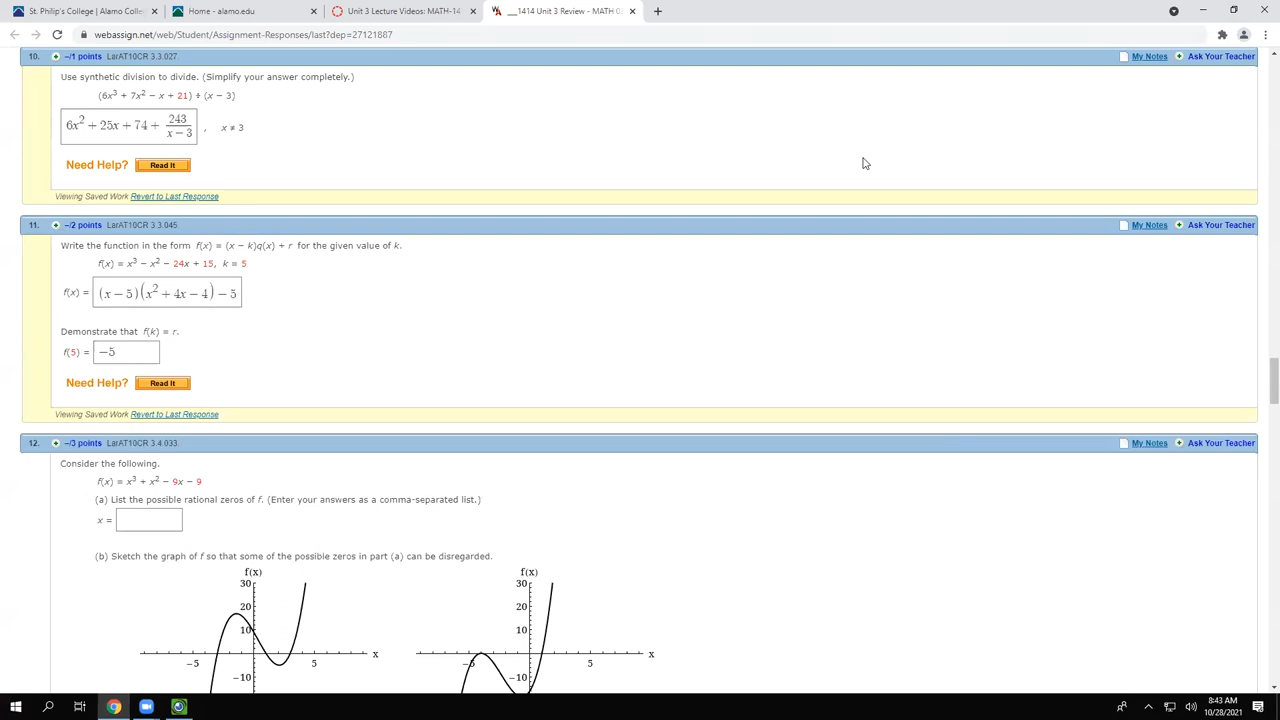 St. Philip's College | Alamo Colle
Home - alamo.edu
Unit 3 Lecture Videos: MATH-14
__1414 Unit 3 Review - MATH 0
webassign.net/web/Student/Assignment-Responses/last?dep=27121887
10. –/1 points LarAT10CR 3.3.027. My Notes Ask Your Teacher
Use synthetic division to divide. (Simplify your answer completely.)
(6x³ + 7x² − x + 21) ÷ (x − 3)
6x² + 25x + 74 + 243/(x − 3) , x ≠ 3
Need Help? Read It
Viewing Saved Work Revert to Last Response
11. –/2 points LarAT10CR 3.3.045. My Notes Ask Your Teacher
Write the function in the form f(x) = (x − k)q(x) + r for the given value of k.
f(x) = x³ − x² − 24x + 15, k = 5
f(x) = (x − 5)(x² + 4x − 4) − 5
Demonstrate that f(k) = r.
f(5) = −5
Need Help? Read It
Viewing Saved Work Revert to Last Response
12. –/3 points LarAT10CR 3.4.033. My Notes Ask Your Teacher
Consider the following.
f(x) = x³ + x² − 9x − 9
(a) List the possible rational zeros of f. (Enter your answers as a comma-separated list.)
x =
(b) Sketch the graph of f so that some of the possible zeros in part (a) can be disregarded.
f(x) f(x)
30 30
20 20
10 10
x x
−5 5 −5 5
−10 −10
8:43 AM
10/28/2021